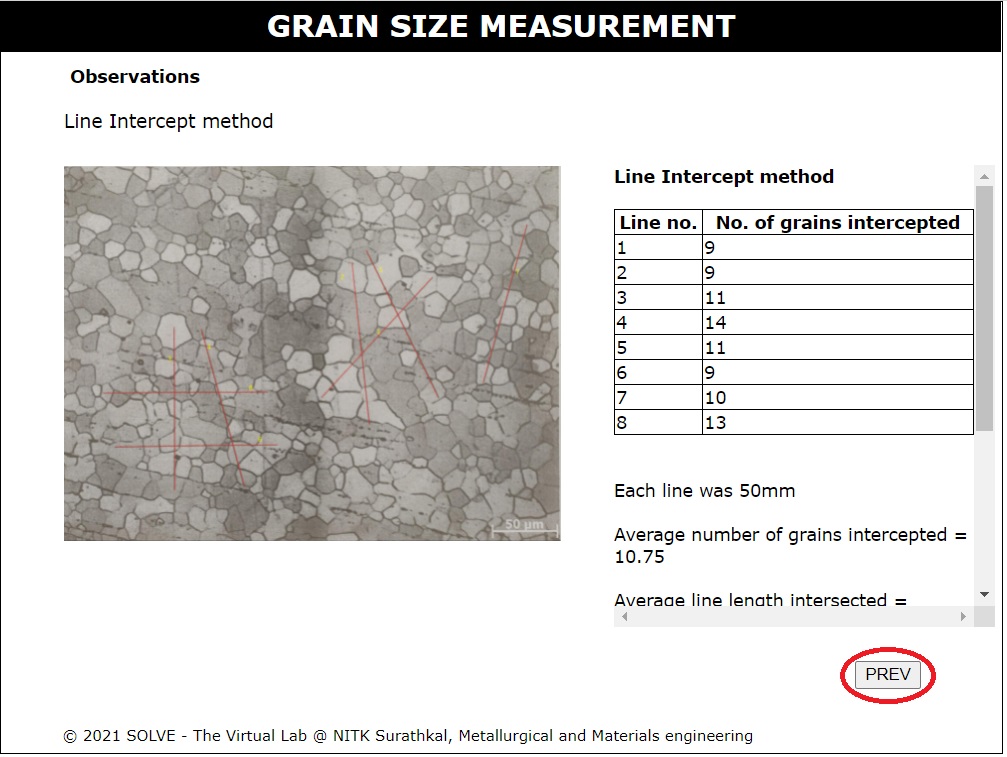 GRAIN SIZE MEASUREMENT
Observations
Line Intercept method
50 µm
Line Intercept method
Line no. No. of grains intercepted
1 9
2 9
3 11
4 14
5 11
6 9
7 10
8 13
Each line was 50mm
Average number of grains intercepted =
10.75
Average line length intersected =
PREV
© 2021 SOLVE - The Virtual Lab @ NITK Surathkal, Metallurgical and Materials engineering